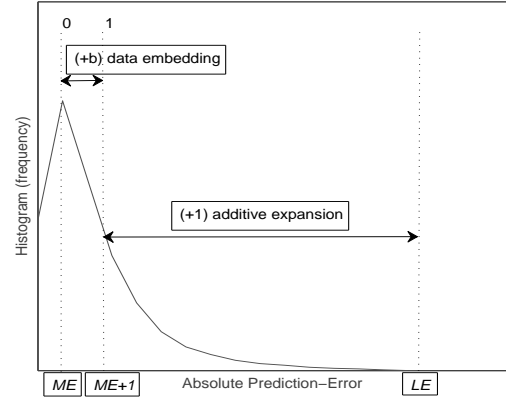 0 1
(+b) data embedding
Histogram (frequency)
(+1) additive expansion
ME ME+1 Absolute Prediction−Error LE